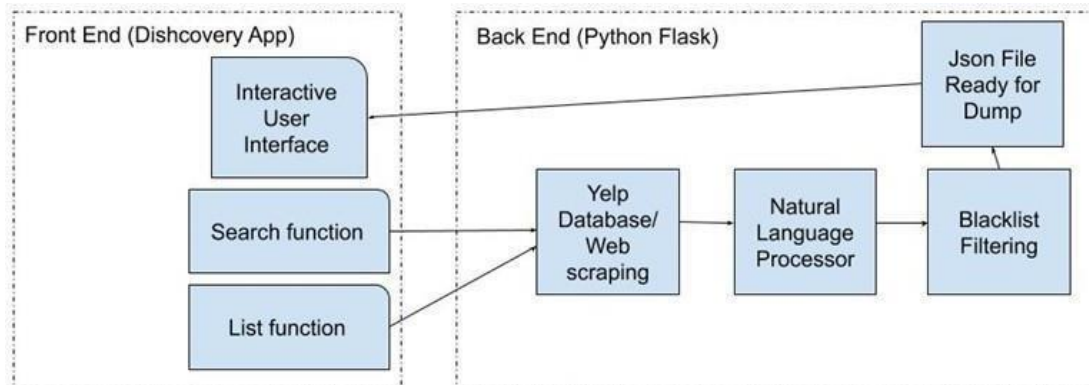 Front End (Dishcovery App)
Interactive
User
Interface
Search function
List function
Back End (Python Flask)
Json File
Ready for
Dump
Yelp
Database/
Web
scraping
Natural
Language
Processor
Blacklist
Filtering